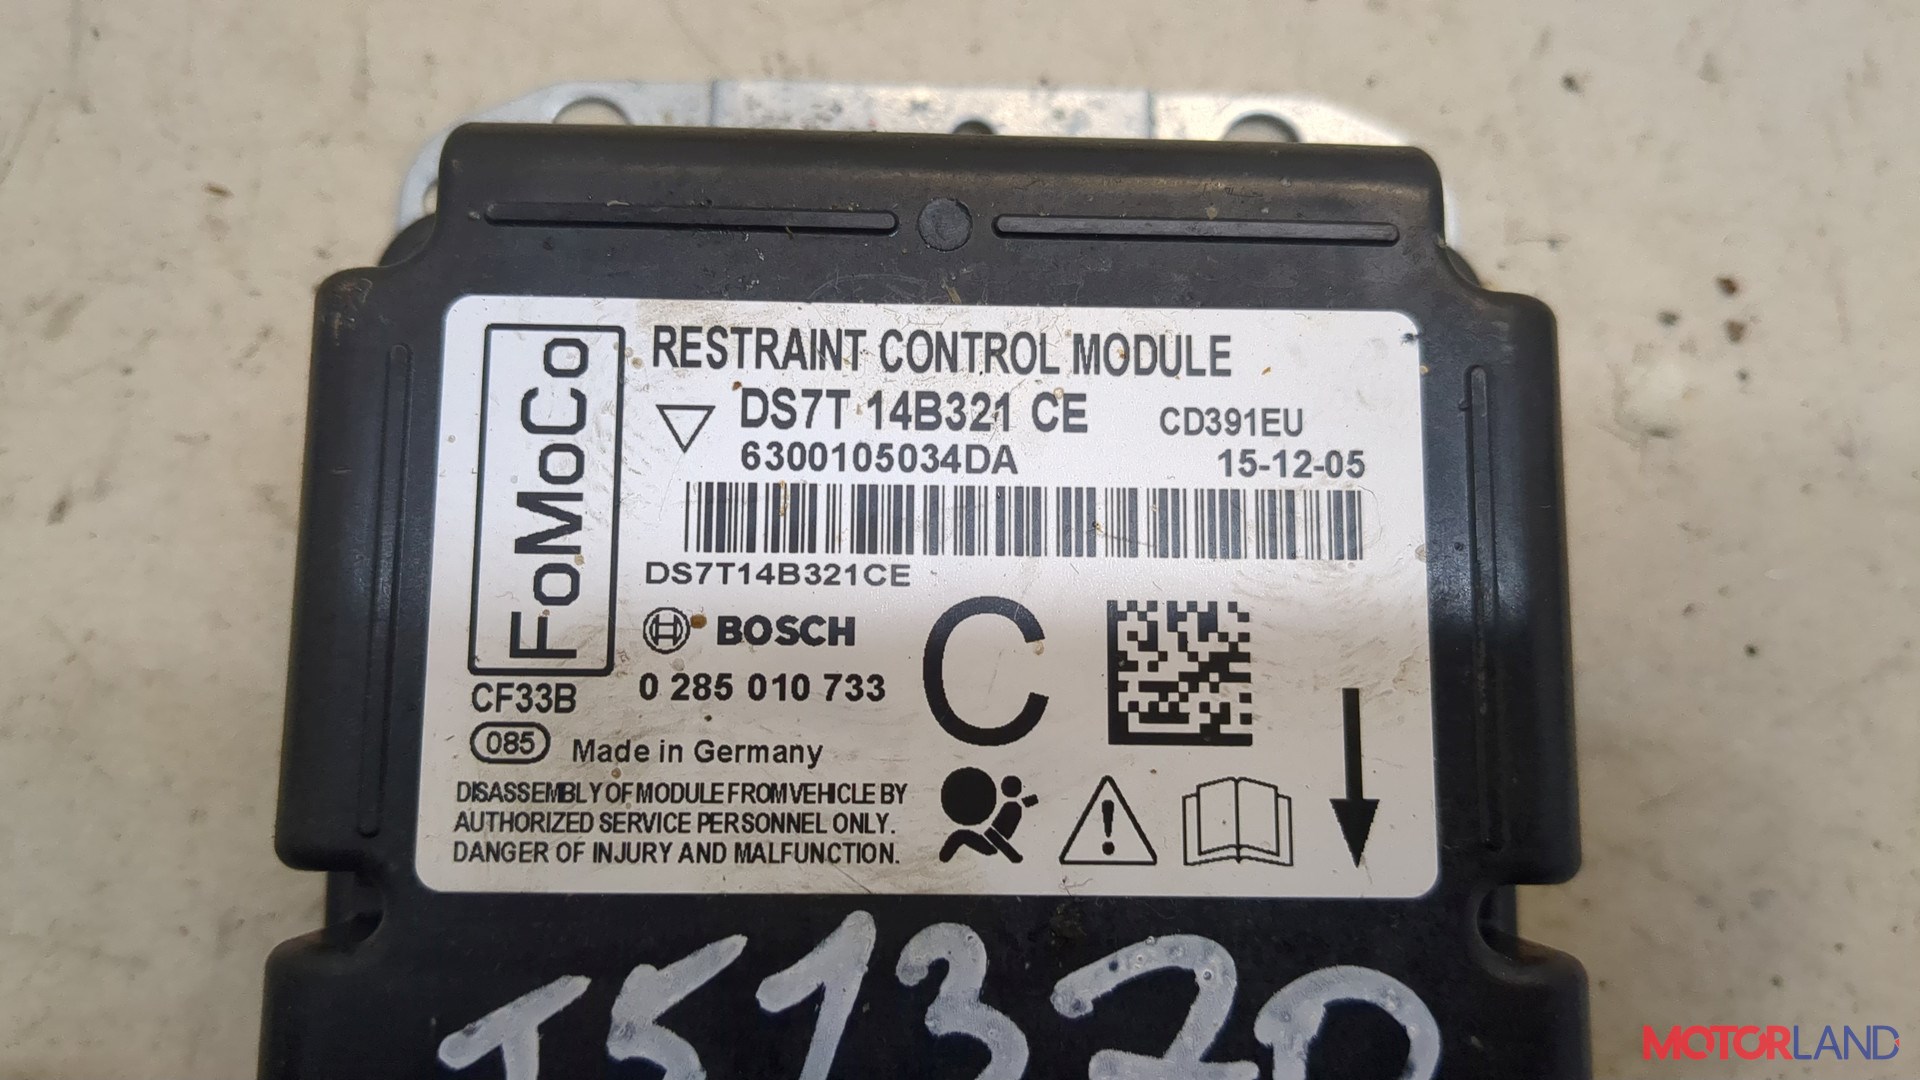 FoMoCo
RESTRAINT CONTROL MODULE
DS7T 14B321 CE CD391EU
6300105034DA 15-12-05
DS7T14B321CE
BOSCH
C
0 285 010 733
CF33B
085 Made in Germany
DISASSEMBLY OF MODULE FROM VEHICLE BY
AUTHORIZED SERVICE PERSONNEL ONLY.
DANGER OF INJURY AND MALFUNCTION.
MOTORLAND